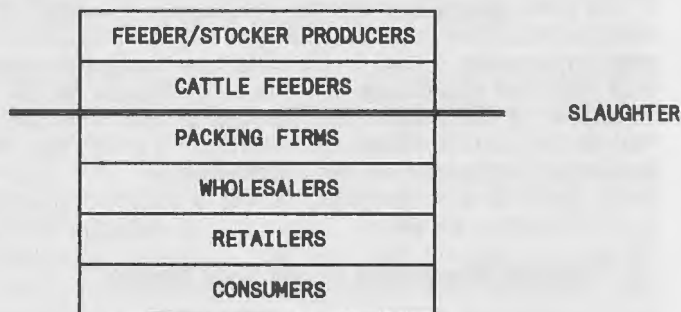 FEEDER/STOCKER PRODUCERS
CATTLE FEEDERS
SLAUGHTER
PACKING FIRMS
WHOLESALERS
RETAILERS
CONSUMERS